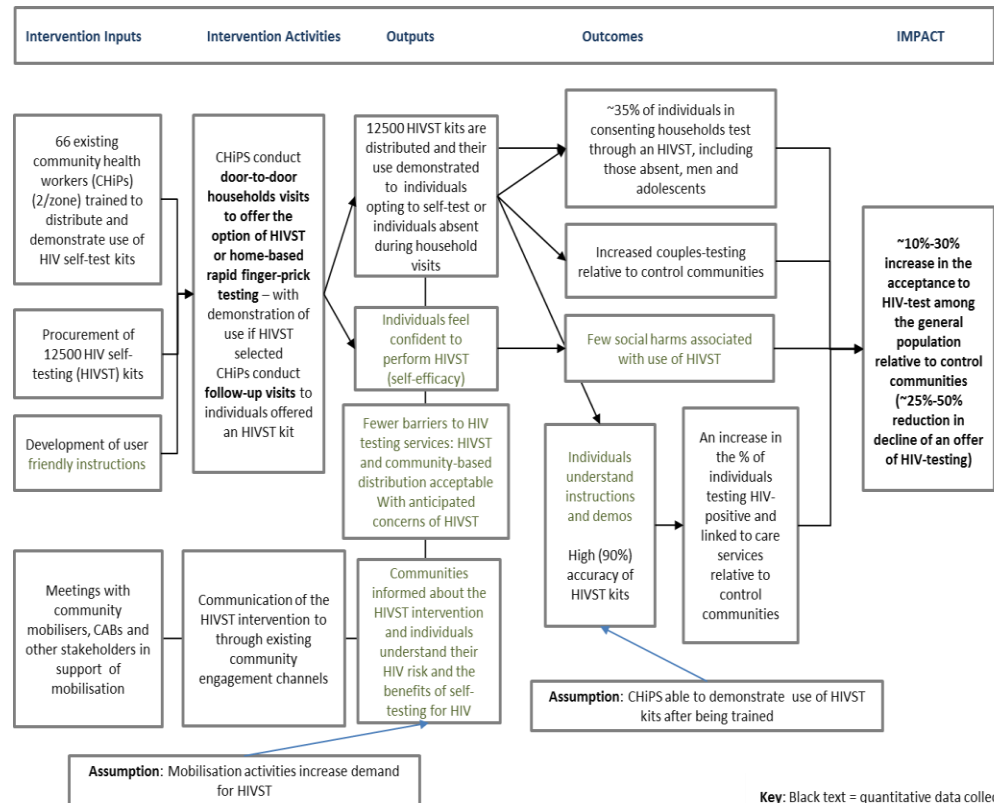 Intervention Inputs
Intervention Activities
Outputs
Outcomes
IMPACT
66 existing
community health
workers (CHiPs)
(2/zone) trained to
distribute and
demonstrate use of
HIV self-test kits
Procurement of
12500 HIV self-
testing (HIVST) kits
Development of user
friendly instructions
CHiPS conduct
door-to-door
households visits
to offer the
option of HIVST
or home-based
rapid finger-prick
testing – with
demonstration of
use if HIVST
selected
CHiPs conduct
follow-up visits to
individuals offered
an HIVST kit
12500 HIVST kits are
distributed and their
use demonstrated
to individuals
opting to self-test or
individuals absent
during household
visits
Individuals feel
confident to
perform HIVST
(self-efficacy)
Fewer barriers to HIV
testing services: HIVST
and community-based
distribution acceptable
With anticipated
concerns of HIVST
~35% of individuals in
consenting households test
through an HIVST, including
those absent, men and
adolescents
Increased couples-testing
relative to control communities
Few social harms associated
with use of HIVST
Individuals
understand
instructions
and demos
High (90%)
accuracy of
HIVST kits
An increase in
the % of
individuals
testing HIV-
positive and
linked to care
services
relative to
control
communities
~10%-30%
increase in the
acceptance to
HIV-test among
the general
population
relative to control
communities
(~25%-50%
reduction in
decline of an offer
of HIV-testing)
Meetings with
community
mobilisers, CABs and
other stakeholders in
support of
mobilisation
Communication of the
HIVST intervention to
through existing
community
engagement channels
Communities
informed about the
HIVST intervention
and individuals
understand their
HIV risk and the
benefits of self-
testing for HIV
Assumption: CHiPS able to demonstrate use of HIVST
kits after being trained
Assumption: Mobilisation activities increase demand
for HIVST
Key: Black text = quantitative data collec